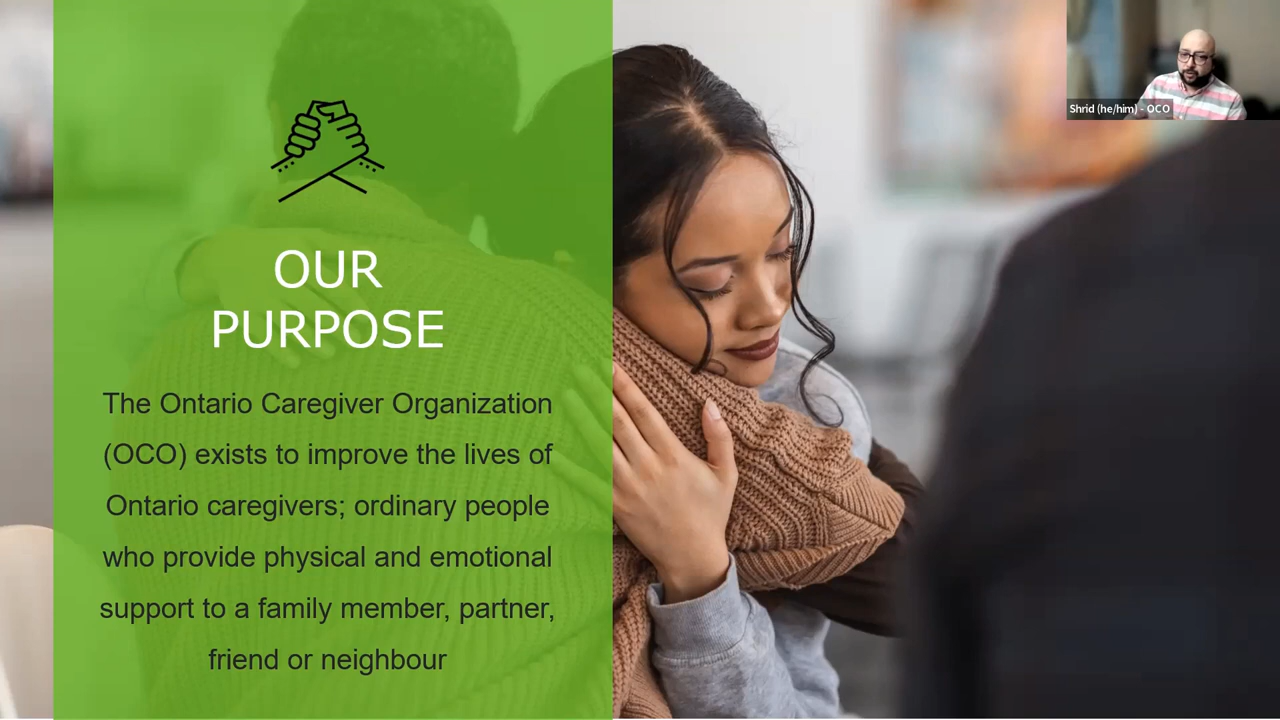 Shrid (he/him) - OCO
OUR
PURPOSE
The Ontario Caregiver Organization
(OCO) exists to improve the lives of
Ontario caregivers; ordinary people
who provide physical and emotional
support to a family member, partner,
friend or neighbour